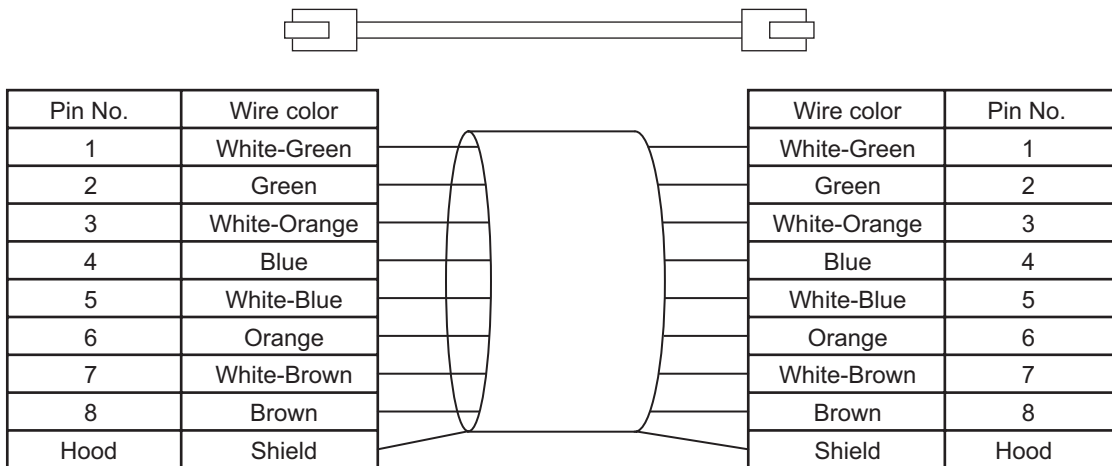 Pin No. Wire color Wire color Pin No.
1 White-Green White-Green 1
2 Green Green 2
3 White-Orange White-Orange 3
4 Blue Blue 4
5 White-Blue White-Blue 5
6 Orange Orange 6
7 White-Brown White-Brown 7
8 Brown Brown 8
Hood Shield Shield Hood